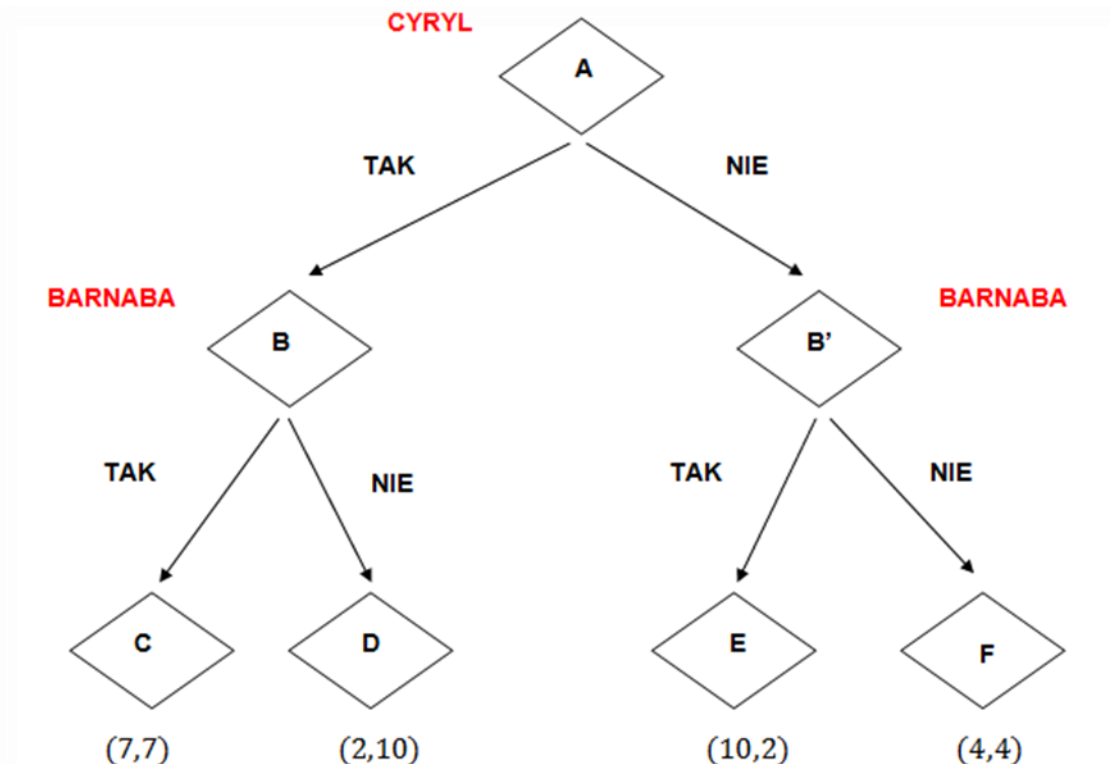 CYRYL
A
TAK NIE
BARNABA BARNABA
B B’
TAK NIE TAK NIE
C D E F
(7,7) (2,10) (10,2) (4,4)